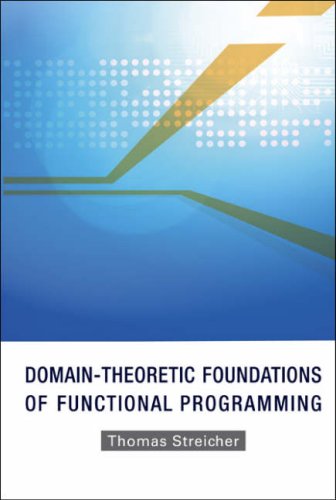 DOMAIN-THEORETIC FOUNDATIONS
OF FUNCTIONAL PROGRAMMING
Thomas Streicher